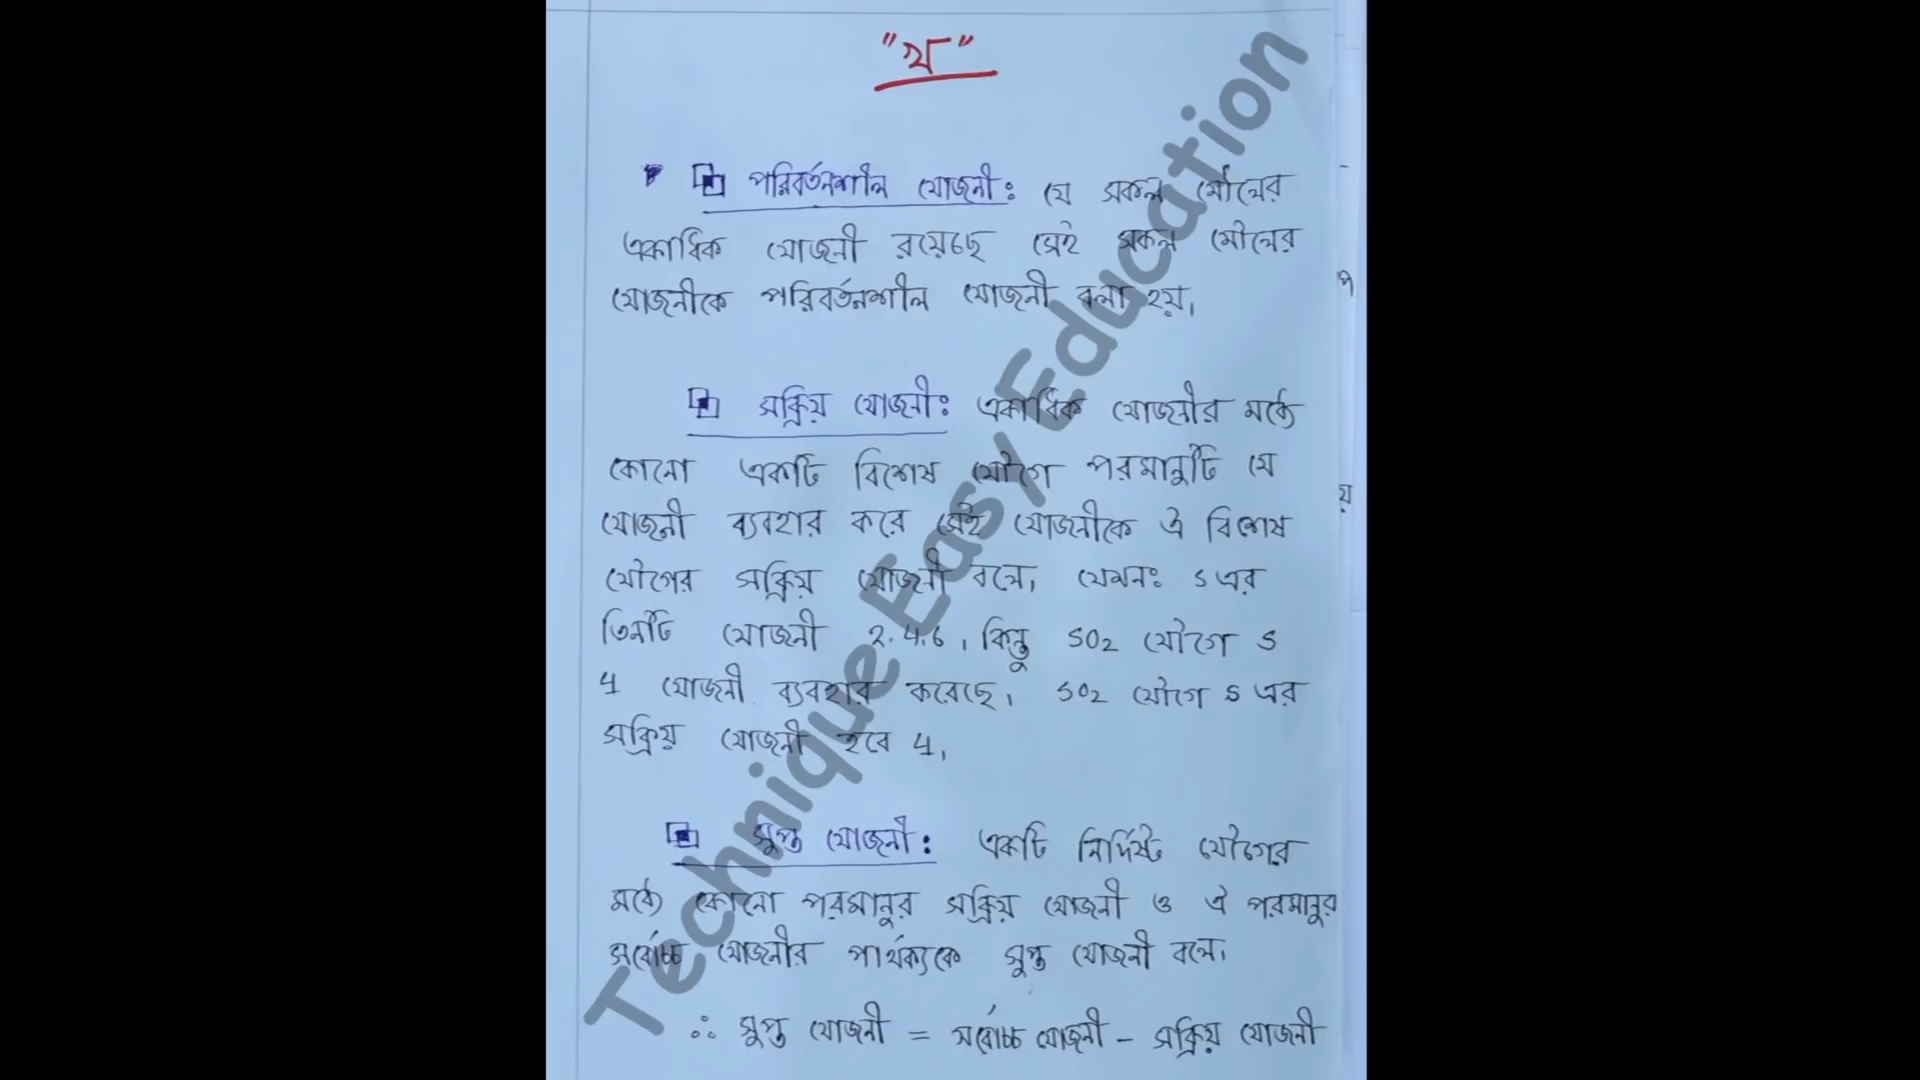 "খ"
পরিবর্তনশীল যোজনী: যে সকল মৌলের
একাধিক যোজনী রয়েছে সেই সকল মৌলের
যোজনীকে পরিবর্তনশীল যোজনী বলা হয়।
সক্রিয় যোজনী: একাধিক যোজনীর মধ্যে
কোনো একটি বিশেষ যৌগে পরমানুটি যে
যোজনী ব্যবহার করে সেই যোজনীকে ঐ বিশেষ
যৌগের সক্রিয় যোজনী বলে। যেমনঃ S এর
তিনটি যোজনী 2.4.6। কিন্তু SO2 যৌগে S
4 যোজনী ব্যবহার করেছে। SO2 যৌগে S এর
সক্রিয় যোজনী হবে 4।
সুপ্ত যোজনী: একটি নির্দিষ্ট যৌগের
মধ্যে কোনো পরমানুর সক্রিয় যোজনী ও ঐ পরমানুর
সর্বোচ্চ যোজনীর পার্থক্যকে সুপ্ত যোজনী বলে।
∴ সুপ্ত যোজনী = সর্বোচ্চ যোজনী - সক্রিয় যোজনী
Technique Easy Education